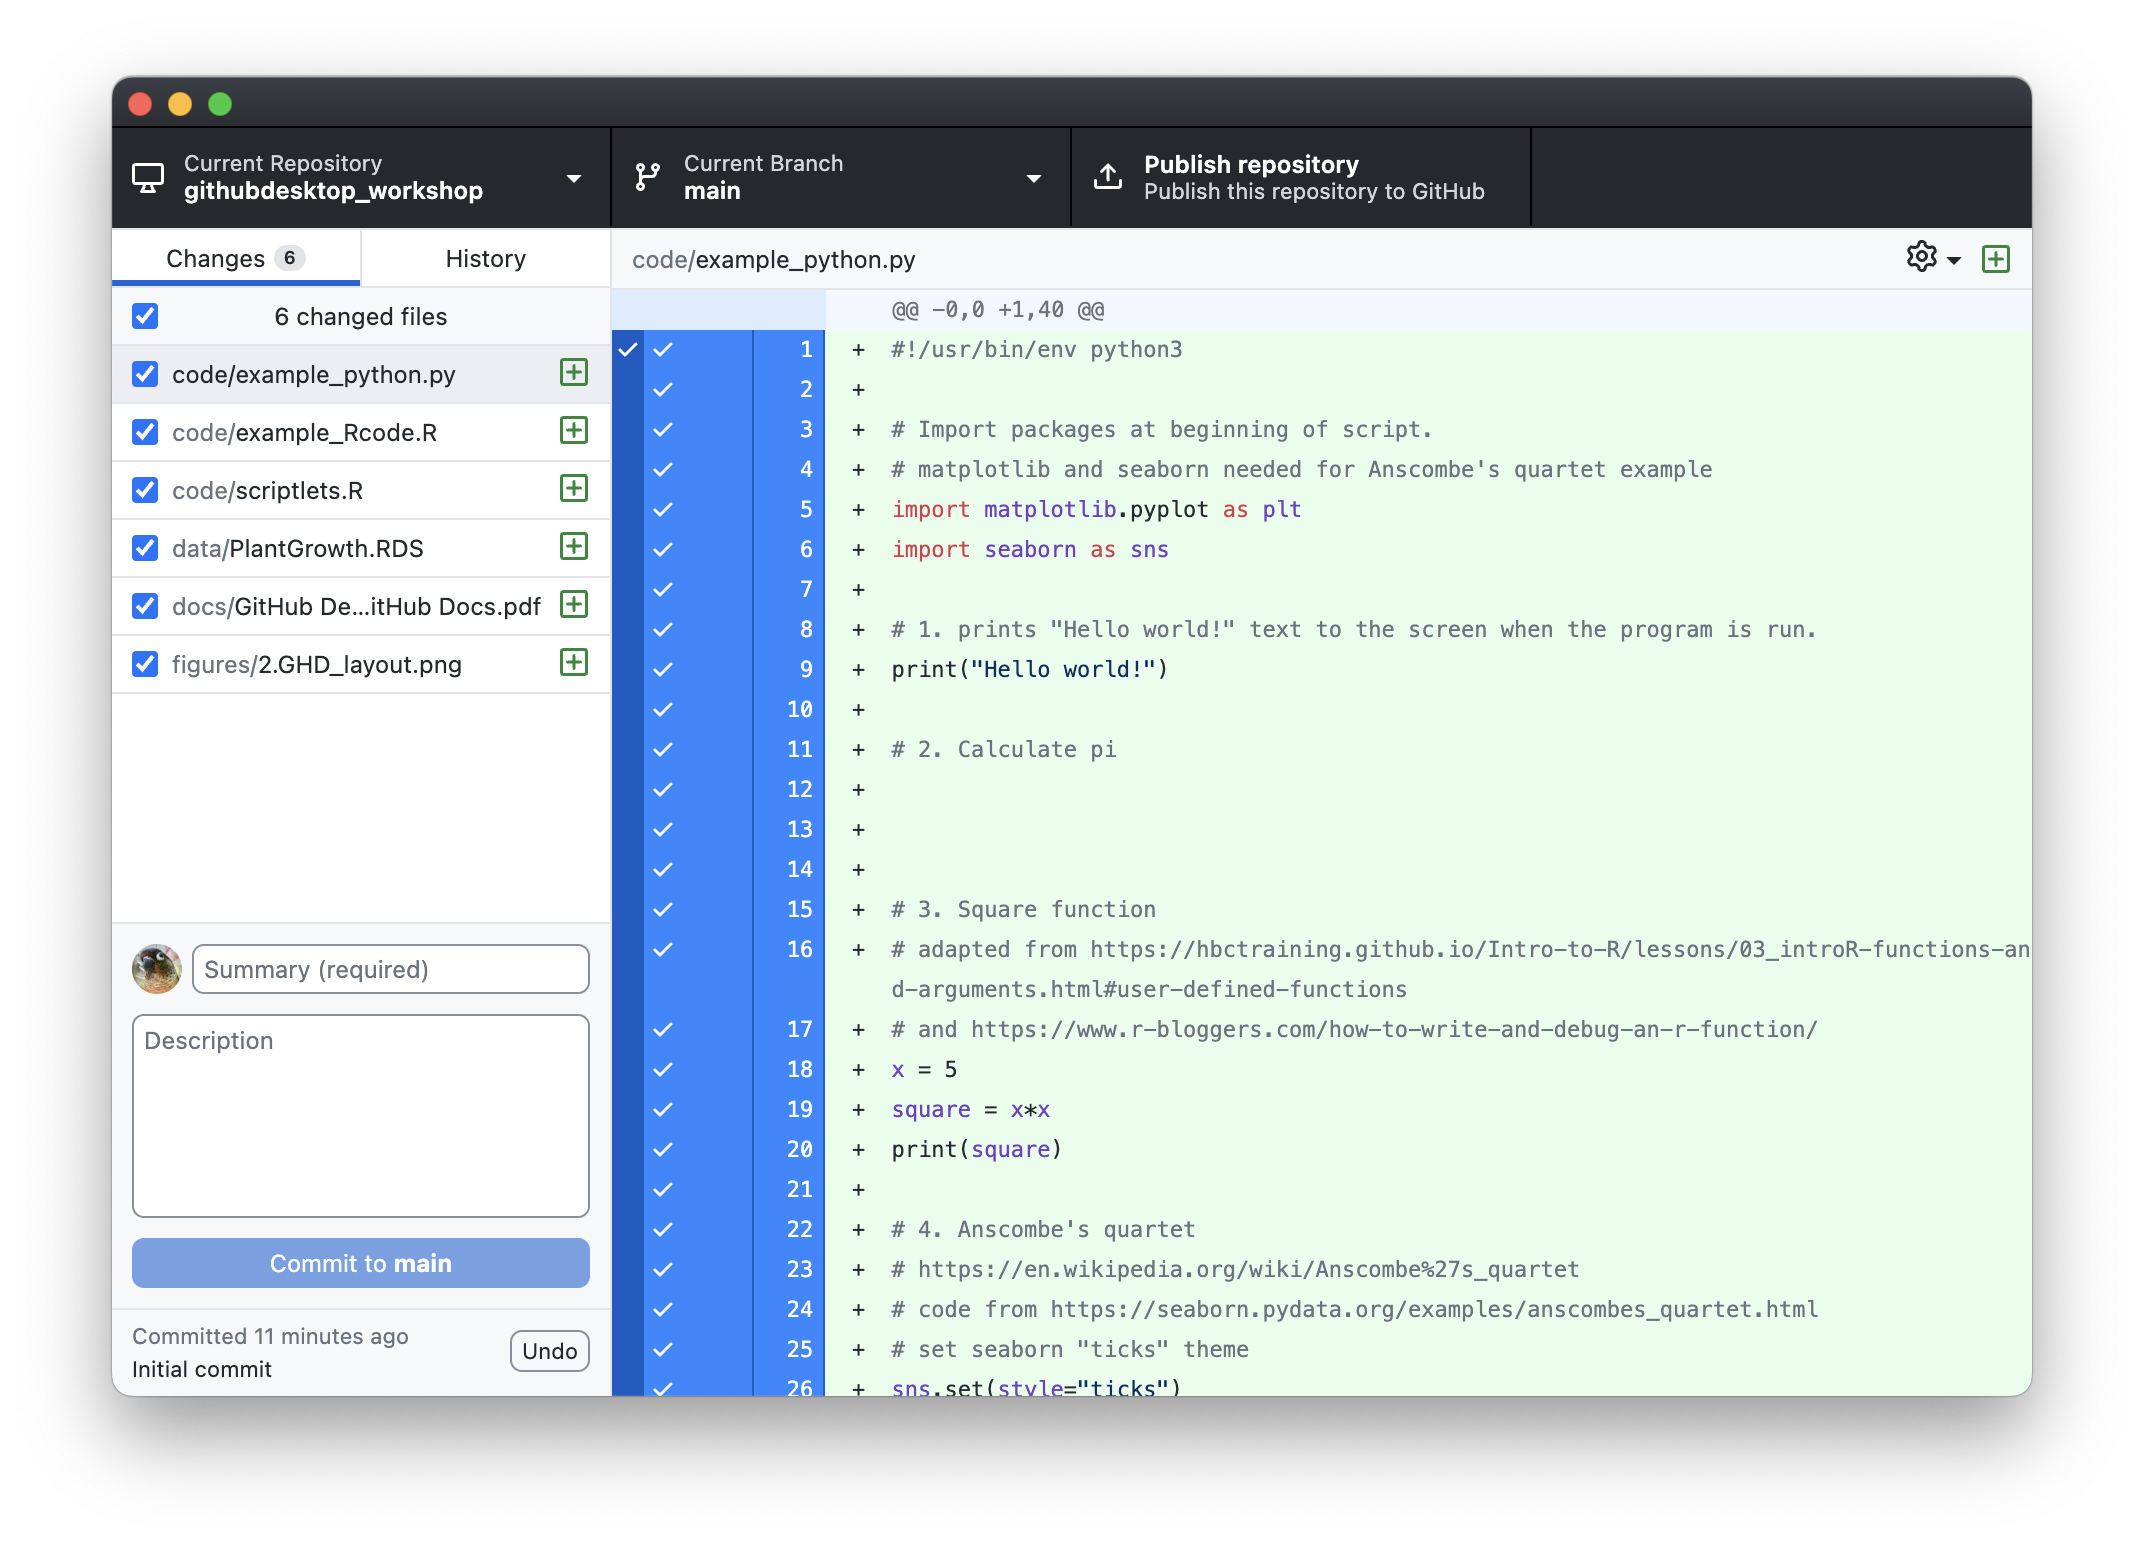 Current Repository
githubdesktop_workshop
Current Branch
main
Publish repository
Publish this repository to GitHub
Changes 6
History
6 changed files
code/example_python.py
code/example_Rcode.R
code/scriptlets.R
data/PlantGrowth.RDS
docs/GitHub De...itHub Docs.pdf
figures/2.GHD_layout.png
Summary (required)
Description
Commit to main
Committed 11 minutes ago
Initial commit
Undo
code/example_python.py
@@ -0,0 +1,40 @@
1 + #!/usr/bin/env python3
2 +
3 + # Import packages at beginning of script.
4 + # matplotlib and seaborn needed for Anscombe's quartet example
5 + import matplotlib.pyplot as plt
6 + import seaborn as sns
7 +
8 + # 1. prints "Hello world!" text to the screen when the program is run.
9 + print("Hello world!")
10 +
11 + # 2. Calculate pi
12 +
13 +
14 +
15 + # 3. Square function
16 + # adapted from https://hbctraining.github.io/Intro-to-R/lessons/03_introR-functions-an
d-arguments.html#user-defined-functions
17 + # and https://www.r-bloggers.com/how-to-write-and-debug-an-r-function/
18 + x = 5
19 + square = x*x
20 + print(square)
21 +
22 + # 4. Anscombe's quartet
23 + # https://en.wikipedia.org/wiki/Anscombe%27s_quartet
24 + # code from https://seaborn.pydata.org/examples/anscombes_quartet.html
25 + # set seaborn "ticks" theme
26 + sns.set(style="ticks")